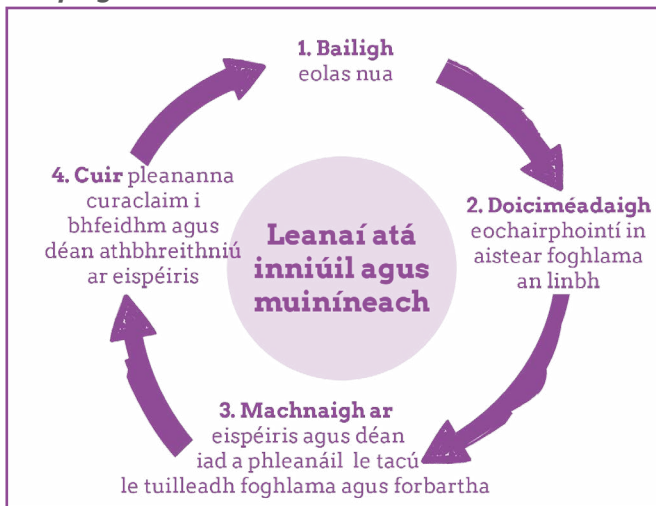 1. Bailigh
eolas nua
2. Doiciméadaigh
eochairphointí in
aistear foghlama
an linbh
3. Machnaigh ar
eispéiris agus déan
iad a phleanáil le tacú
le tuilleadh foghlama agus forbartha
4. Cuir pleananna
curaclaim i
bhfeidhm agus
déan athbhreithniú
ar eispéiris
Leanaí atá
inniúil agus
muiníneach